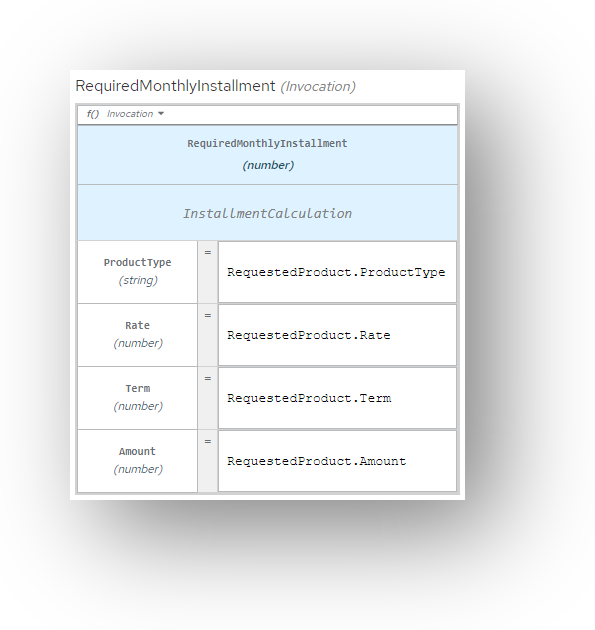 RequiredMonthlyInstallment (Invocation)
f() Invocation
RequiredMonthlyInstallment
(number)
InstallmentCalculation
ProductType
(string)
=
RequestedProduct.ProductType
Rate
(number)
=
RequestedProduct.Rate
Term
(number)
=
RequestedProduct.Term
Amount
(number)
=
RequestedProduct.Amount